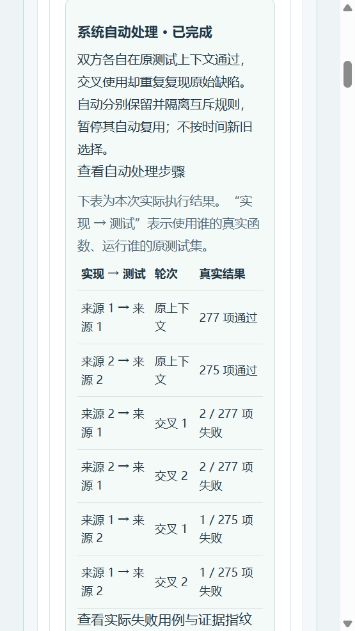 系统自动处理 · 已完成
双方各自在原测试上下文通过，
交叉使用却重复复现原始缺陷。
自动分别保留并隔离互斥规则，
暂停其自动复用；不按时间新旧
选择。
查看自动处理步骤
下表为本次实际执行结果。“实
现 → 测试”表示使用谁的真实函
数、运行谁的原测试集。
实现 → 测试 轮次 真实结果
来源 1 → 来源 1 原上下文 277 项通过
来源 2 → 来源 2 原上下文 275 项通过
来源 2 → 来源 1 交叉 1 2 / 277 项失败
来源 2 → 来源 1 交叉 2 2 / 277 项失败
来源 1 → 来源 2 交叉 1 1 / 275 项失败
来源 1 → 来源 2 交叉 2 1 / 275 项失败
查看实际失败用例与证据指纹